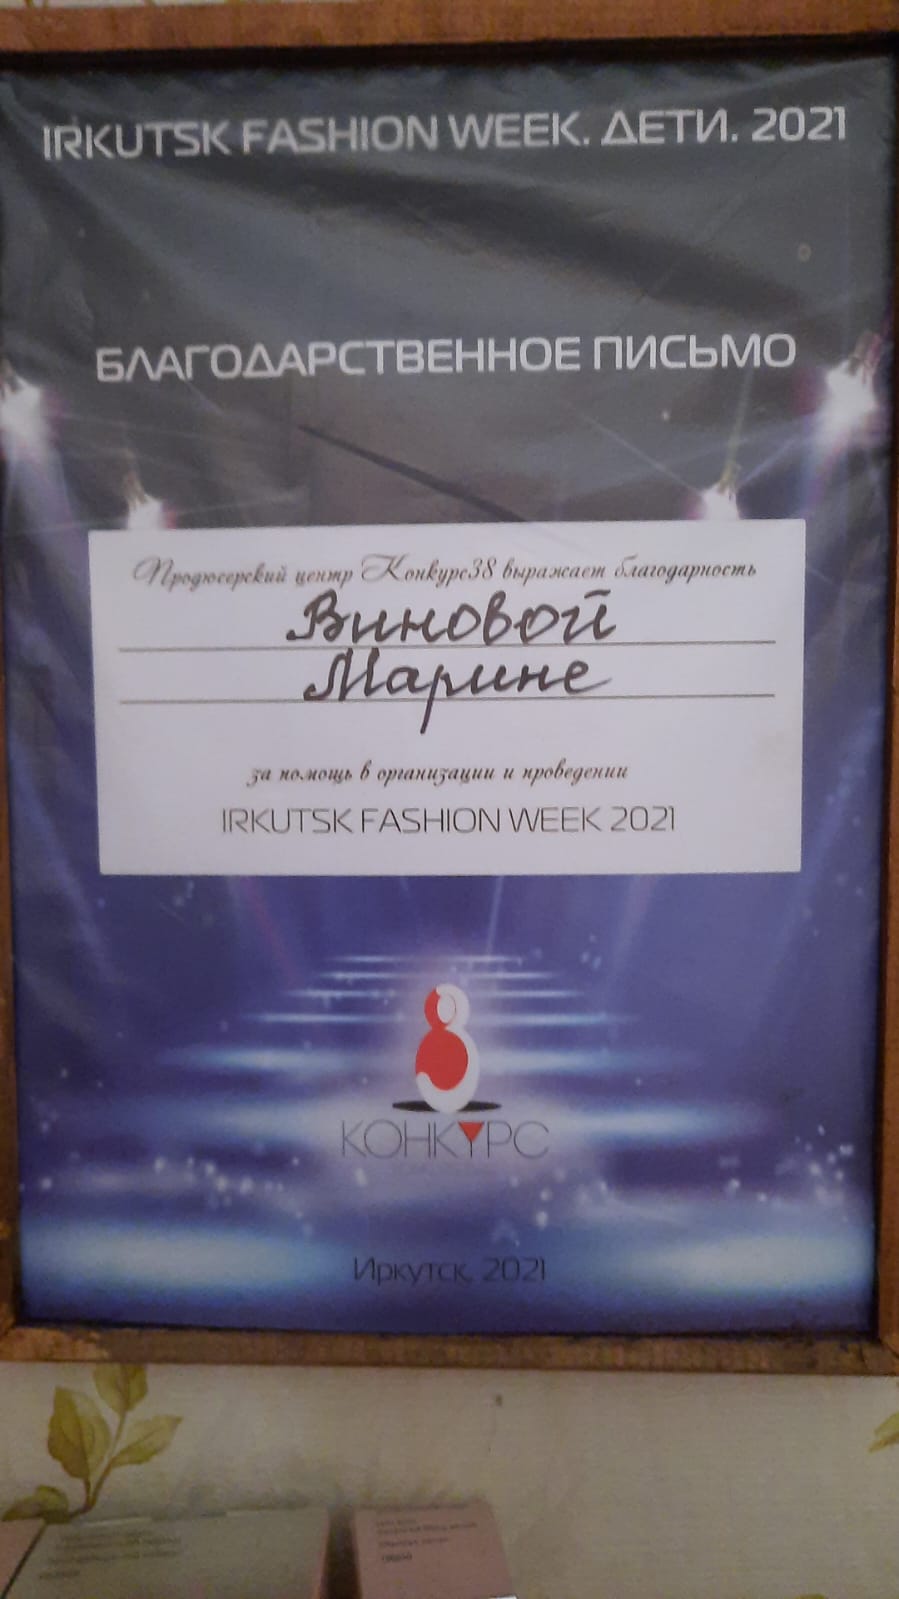 IRKUTSK FASHION WEEK. ДЕТИ. 2021
БЛАГОДАРСТВЕННОЕ ПИСЬМО
Продюсерский центр Конкурс38 выражает благодарность
Виновой
Марине
за помощь в организации и проведении
IRKUTSK FASHION WEEK 2021
КОНКУРС
Иркутск, 2021